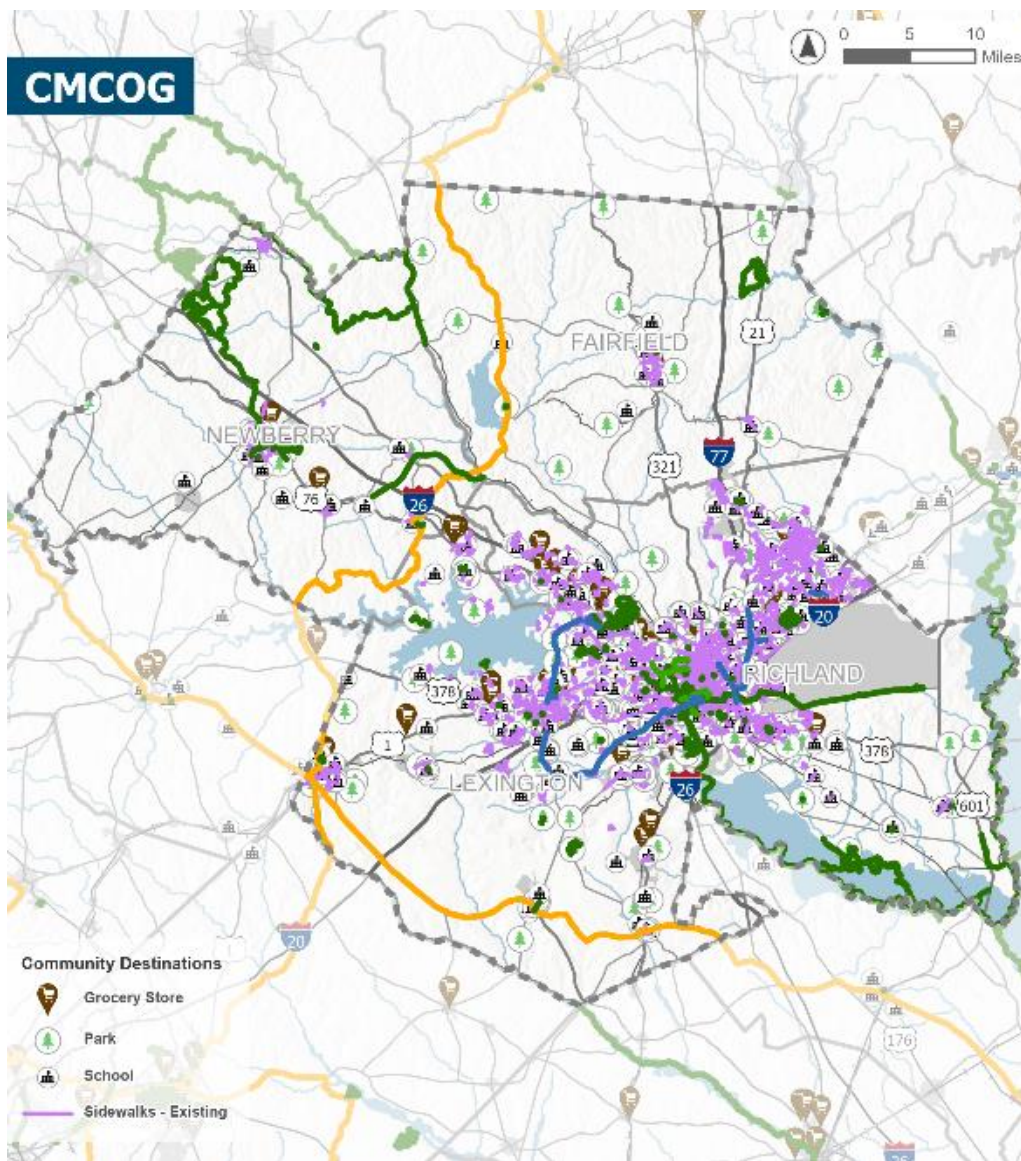 CMCOG
0 5 10
Miles
FAIRFIELD
21
NEWBERRY
77
321
76
26
20
RICHLAND
378
1
378
LEXINGTON
26
601
20
176
26
Community Destinations
Grocery Store
Park
School
Sidewalks - Existing